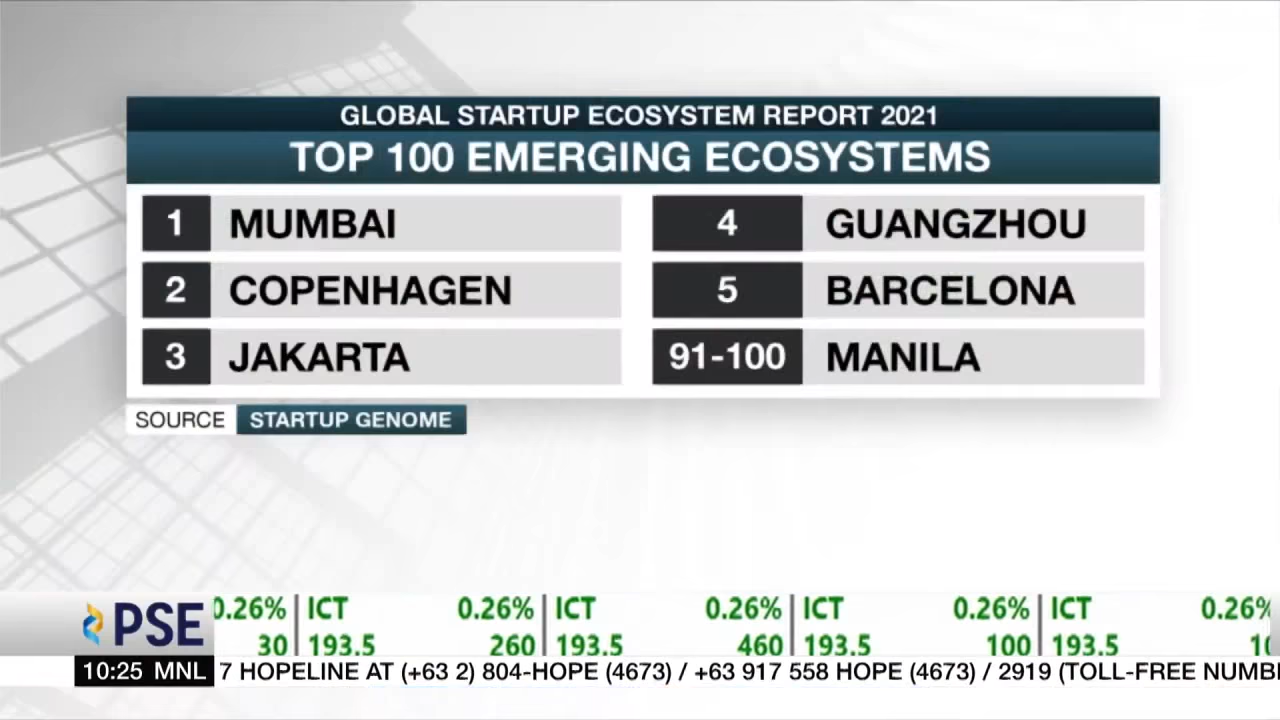 GLOBAL STARTUP ECOSYSTEM REPORT 2021
TOP 100 EMERGING ECOSYSTEMS
1 MUMBAI
2 COPENHAGEN
3 JAKARTA
4 GUANGZHOU
5 BARCELONA
91-100 MANILA
SOURCE STARTUP GENOME
PSE
0.26% ICT 0.26% ICT 0.26% ICT 0.26% ICT 0.26%
30 193.5 260 193.5 460 193.5 100 193.5
10:25 MNL 7 HOPELINE AT (+63 2) 804-HOPE (4673) / +63 917 558 HOPE (4673) / 2919 (TOLL-FREE